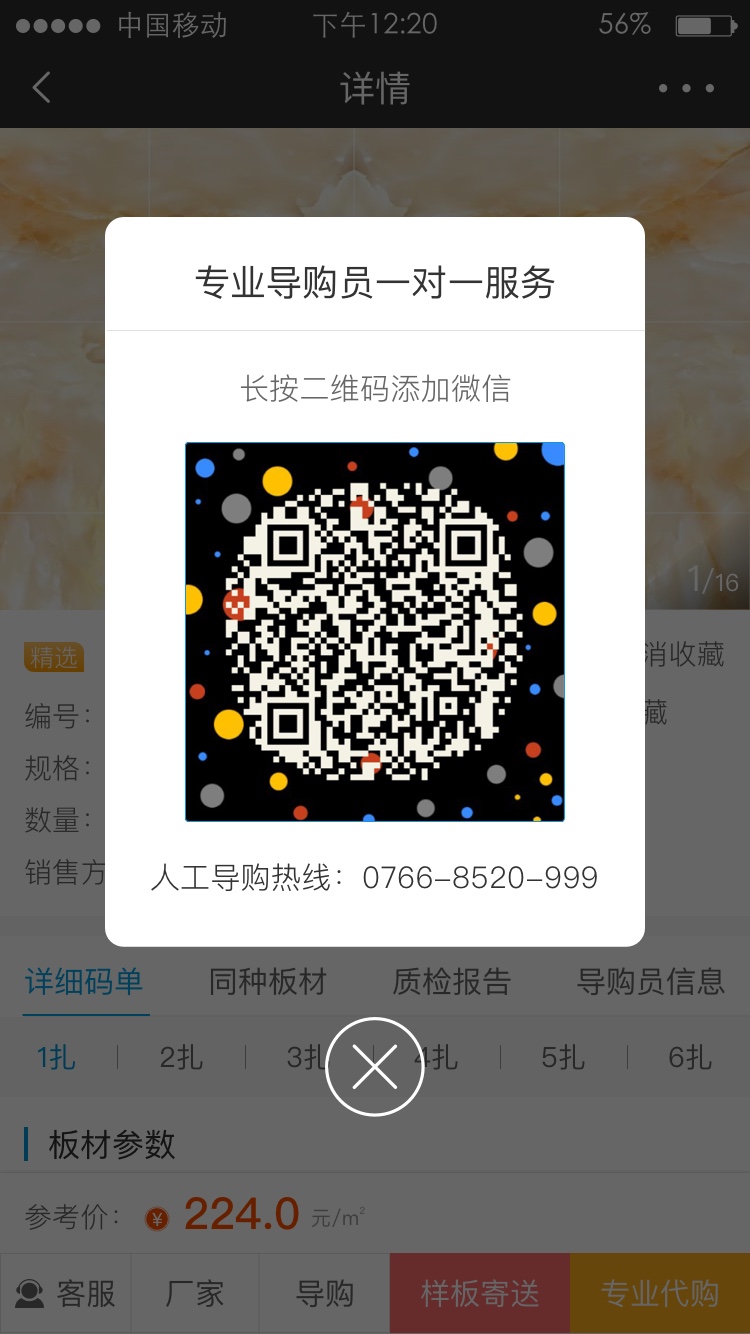 中国移动 下午12:20 56%
详情
专业导购员一对一服务
长按二维码添加微信
1/16
精选
消收藏
编号：
藏
规格：
数量：
销售方
人工导购热线：0766-8520-999
详细码单 同种板材 质检报告 导购员信息
1扎 2扎 3扎 4扎 5扎 6扎
板材参数
参考价： ¥ 224.0 元/m²
客服 厂家 导购 样板寄送 专业代购